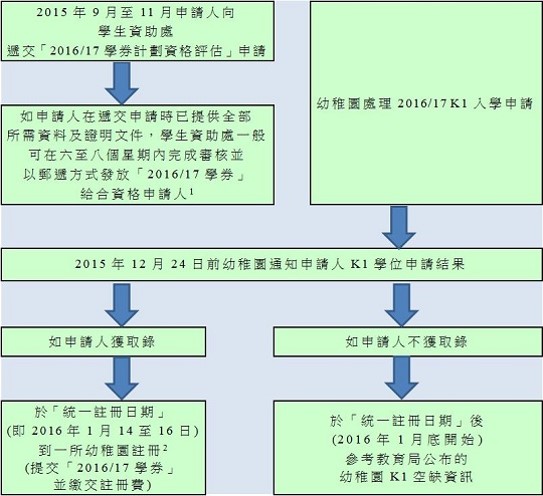 2015 年 9 月至 11 月申請人向
學生資助處
遞交「2016/17 學券計劃資格評估」申請
如申請人在遞交申請時已提供全部
所需資料及證明文件，學生資助處一般
可在六至八個星期內完成審核並
以郵遞方式發放「2016/17 學券」
給合資格申請人1
幼稚園處理 2016/17 K1 入學申請
2015 年 12 月 24 日前幼稚園通知申請人 K1 學位申請結果
如申請人獲取錄
如申請人不獲取錄
於「統一註冊日期」
(即 2016 年 1 月 14 至 16 日)
到一所幼稚園註冊2
(提交「2016/17 學券」
並繳交註冊費)
於「統一註冊日期」後
(2016 年 1 月底開始)
參考教育局公布的
幼稚園 K1 空缺資訊